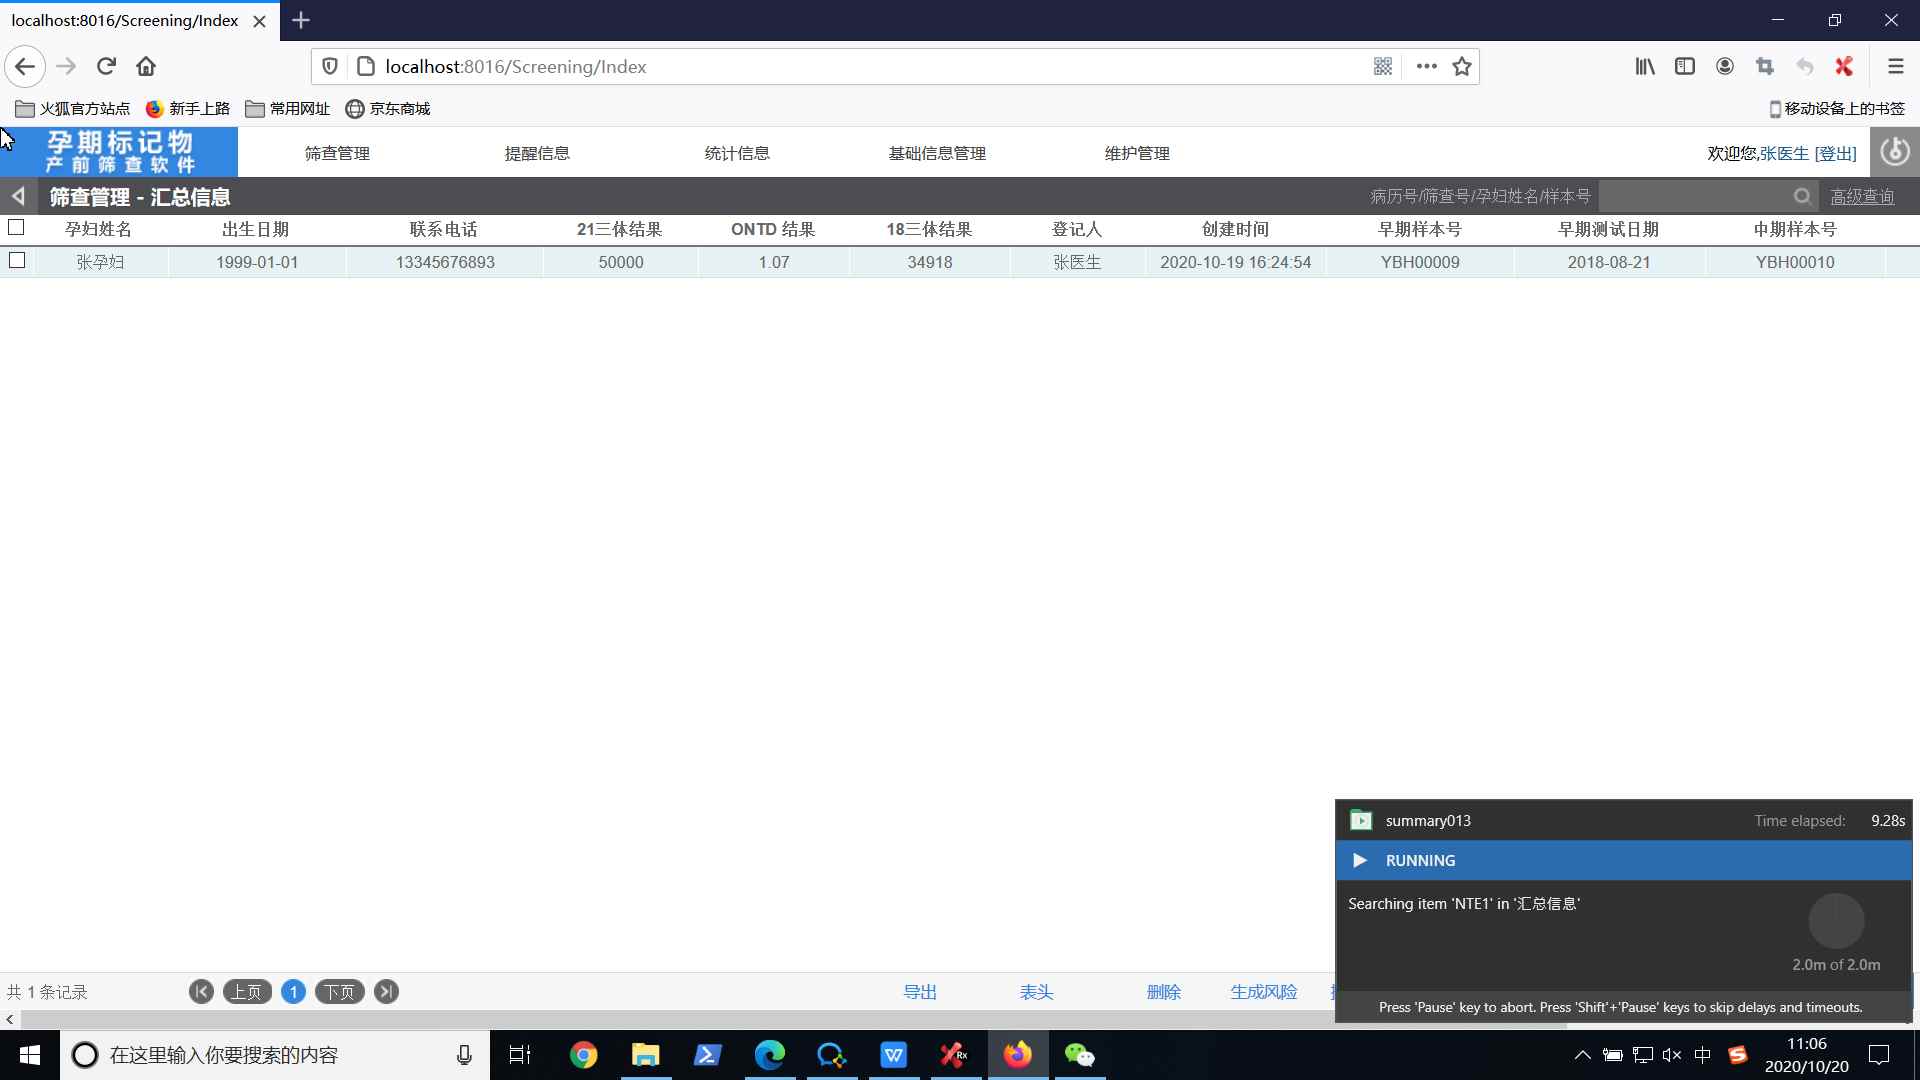 localhost:8016/Screening/Index
localhost:8016/Screening/Index
火狐官方站点 新手上路 常用网址 京东商城 移动设备上的书签
孕期标记物
产前筛查软件
筛查管理 提醒信息 统计信息 基础信息管理 维护管理 欢迎您,张医生 [登出]
筛查管理 - 汇总信息 病历号/筛查号/孕妇姓名/样本号 高级查询
孕妇姓名 出生日期 联系电话 21三体结果 ONTD 结果 18三体结果 登记人 创建时间 早期样本号 早期测试日期 中期样本号
张孕妇 1999-01-01 13345676893 50000 1.07 34918 张医生 2020-10-19 16:24:54 YBH00009 2018-08-21 YBH00010
summary013 Time elapsed: 9.28s
RUNNING
Searching item 'NTE1' in '汇总信息'
2.0m of 2.0m
Press 'Pause' key to abort. Press 'Shift'+'Pause' keys to skip delays and timeouts.
共 1 条记录 上页 1 下页 导出 表头 删除 生成风险
在这里输入你要搜索的内容
中
11:06
2020/10/20